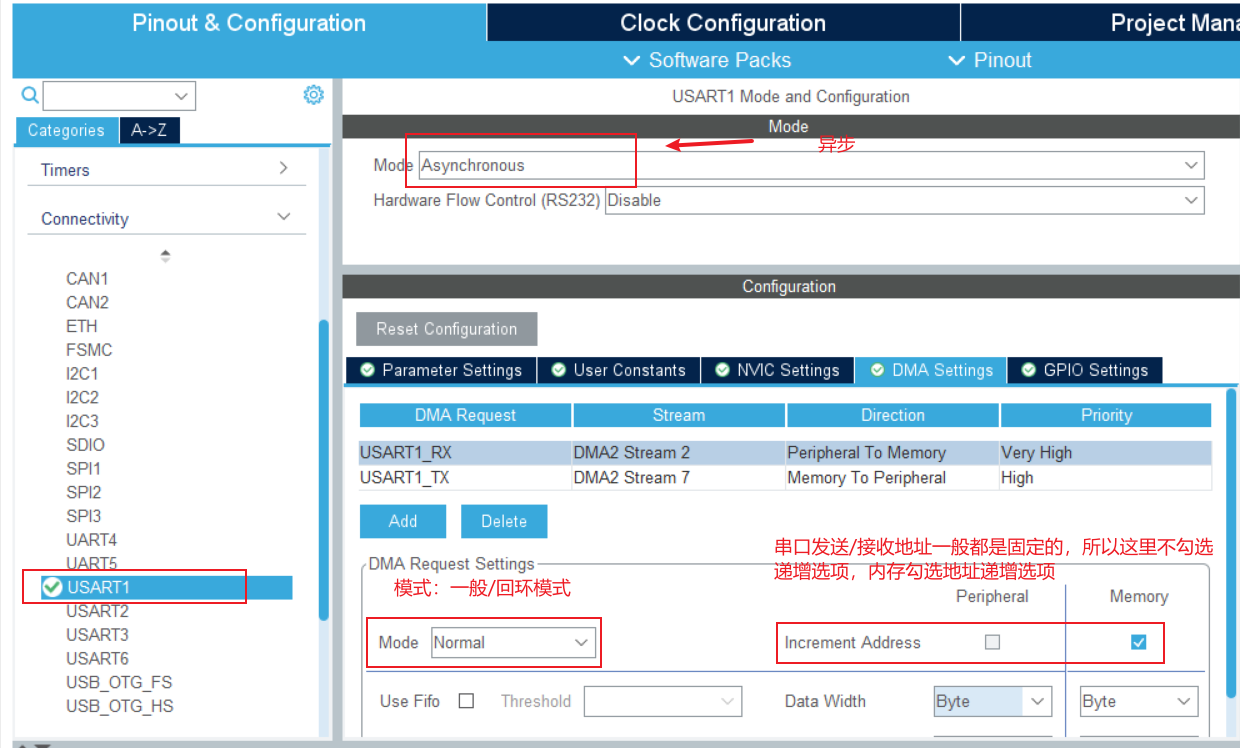 Pinout & Configuration
Clock Configuration
Project Mana
Software Packs
Pinout
USART1 Mode and Configuration
Categories
A->Z
Timers
Connectivity
CAN1
CAN2
ETH
FSMC
I2C1
I2C2
I2C3
SDIO
SPI1
SPI2
SPI3
UART4
UART5
USART1
USART2
USART3
USART6
USB_OTG_FS
USB_OTG_HS
Mode
异步
Mode Asynchronous
Hardware Flow Control (RS232) Disable
Configuration
Reset Configuration
Parameter Settings
User Constants
NVIC Settings
DMA Settings
GPIO Settings
DMA Request Stream Direction Priority
USART1_RX DMA2 Stream 2 Peripheral To Memory Very High
USART1_TX DMA2 Stream 7 Memory To Peripheral High
Add
Delete
串口发送/接收地址一般都是固定的，所以这里不勾选
递增选项，内存勾选地址递增选项
DMA Request Settings
模式：一般/回环模式
Peripheral Memory
Mode Normal
Increment Address
Use Fifo Threshold
Data Width Byte Byte